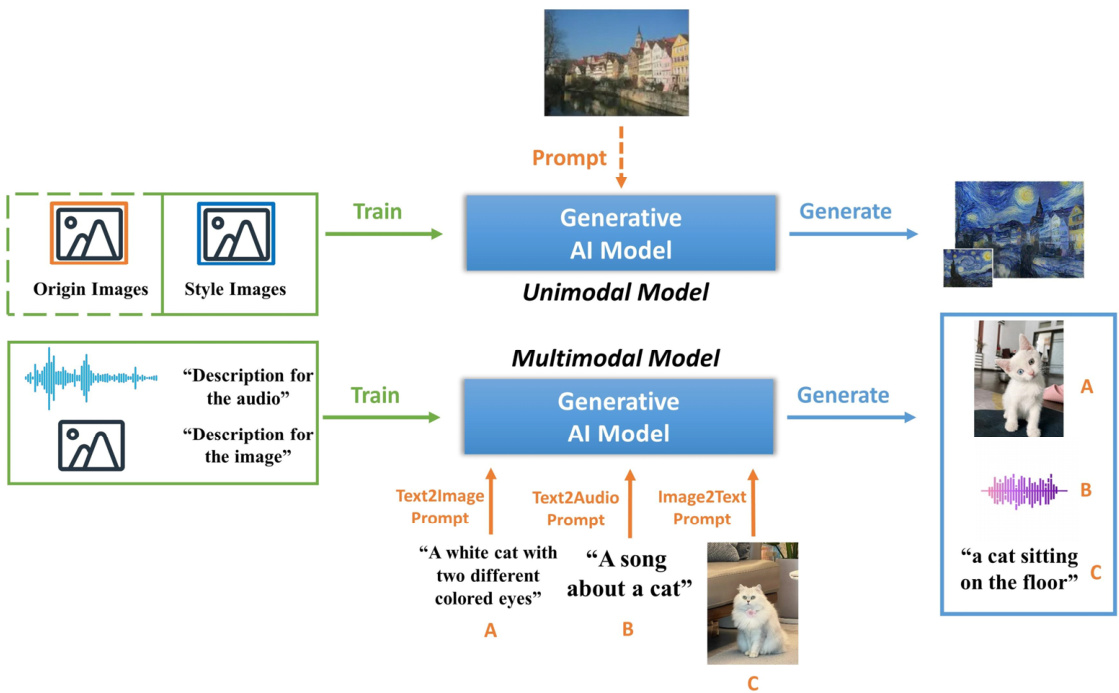 Prompt
Origin Images
Style Images
Train
Generative
AI Model
Generate
Unimodal Model
Multimodal Model
“Description for
the audio”
“Description for
the image”
Train
Generative
AI Model
Generate
A
B
“a cat sitting
on the floor”
C
Text2Image
Prompt
Text2Audio
Prompt
Image2Text
Prompt
“A white cat with
two different
colored eyes”
A
“A song
about a cat”
B
C